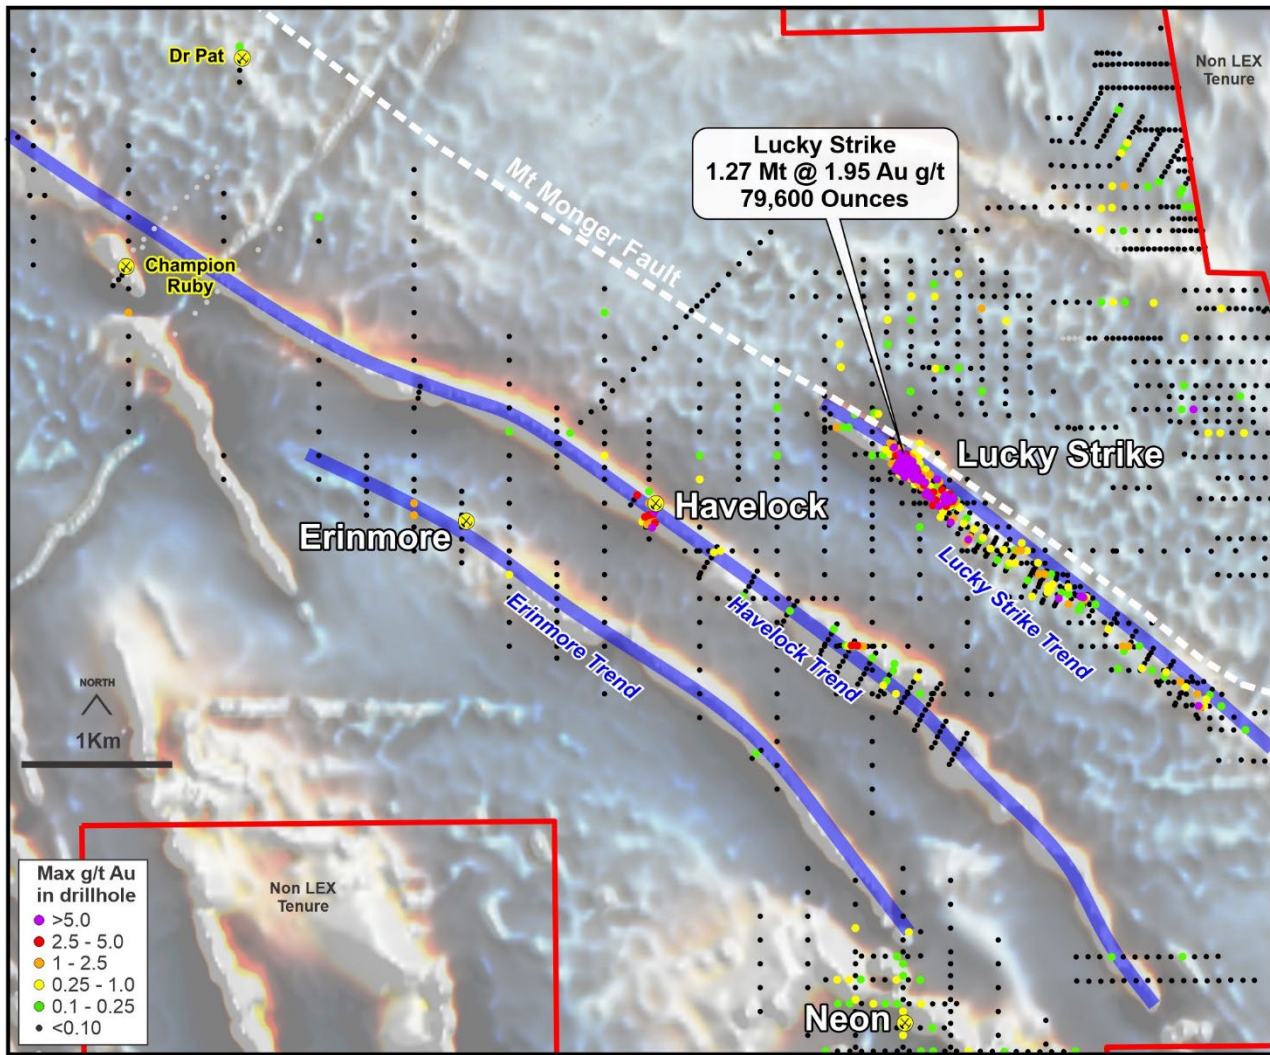 Dr Pat
Non LEX
Tenure
Lucky Strike
1.27 Mt @ 1.95 Au g/t
79,600 Ounces
Mt Monger Fault
Champion
Ruby
Lucky Strike
Havelock
Erinmore
Lucky Strike Trend
Erinmore Trend
Havelock Trend
NORTH
1Km
Max g/t Au
in drillhole
>5.0
2.5 - 5.0
1 - 2.5
0.25 - 1.0
0.1 - 0.25
<0.10
Non LEX
Tenure
Neon